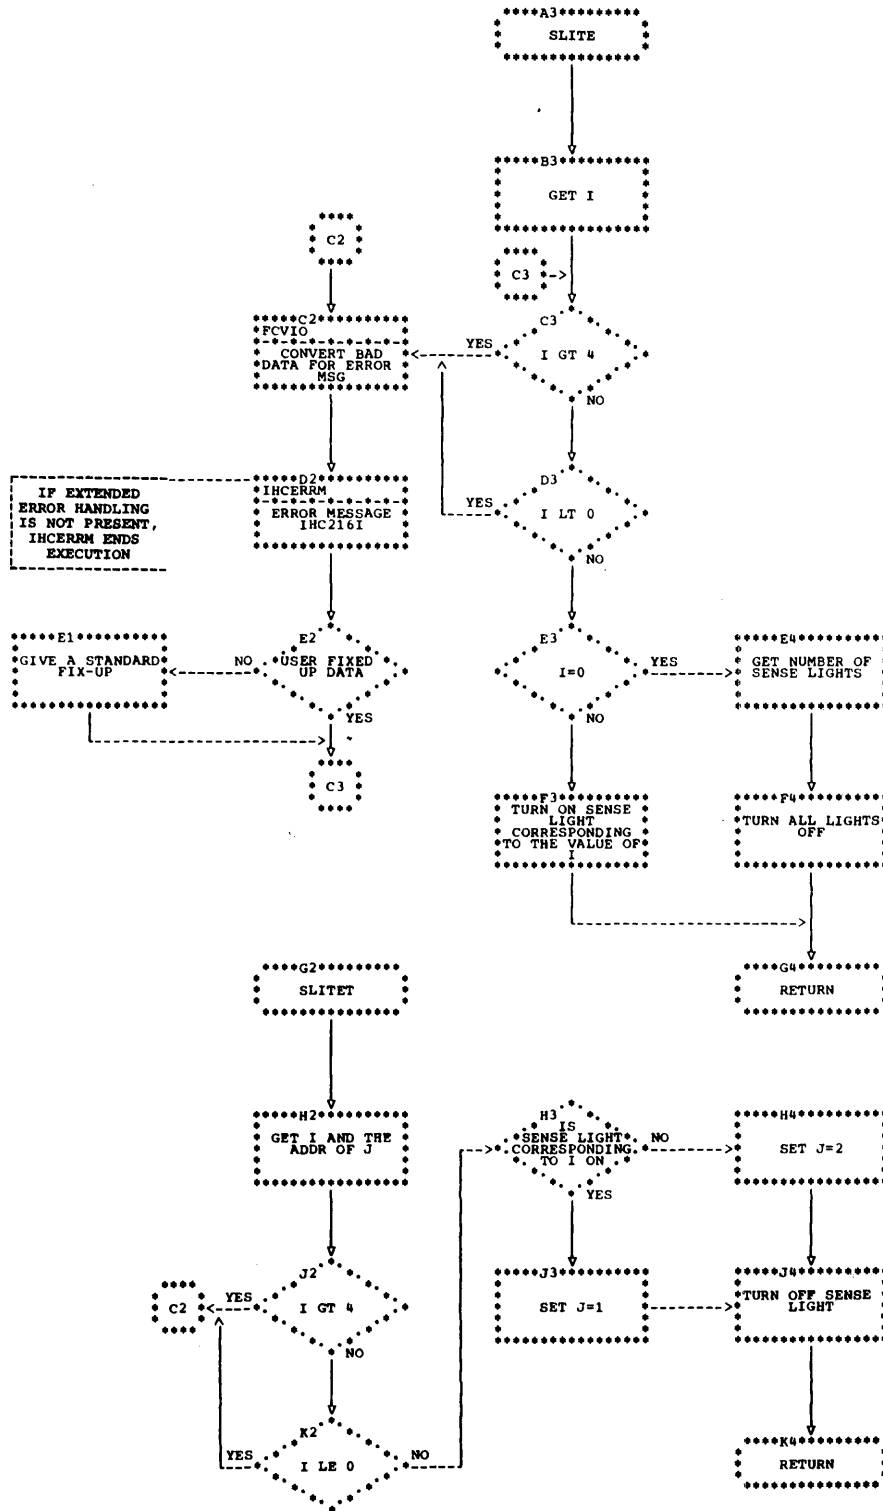 A3
SLITE
B3
GET I
C2
C3
C2
FCVIO
CONVERT BAD
DATA FOR ERROR
MSG
C3
I GT 4
YES
NO
D2
IHCERRM
ERROR MESSAGE
IHC216I
IF EXTENDED
ERROR HANDLING
IS NOT PRESENT,
IHCERRM ENDS
EXECUTION
D3
I LT 0
YES
NO
E1
GIVE A STANDARD
FIX-UP
E2
USER FIXED
UP DATA
NO
YES
C3
E3
I=0
YES
NO
E4
GET NUMBER OF
SENSE LIGHTS
F3
TURN ON SENSE
LIGHT
CORRESPONDING
TO THE VALUE OF
I
F4
TURN ALL LIGHTS
OFF
G2
SLITET
G4
RETURN
H2
GET I AND THE
ADDR OF J
H3
IS
SENSE LIGHT
CORRESPONDING
TO I ON
NO
YES
H4
SET J=2
C2
J2
I GT 4
YES
NO
J3
SET J=1
J4
TURN OFF SENSE
LIGHT
K2
I LE 0
YES
NO
K4
RETURN